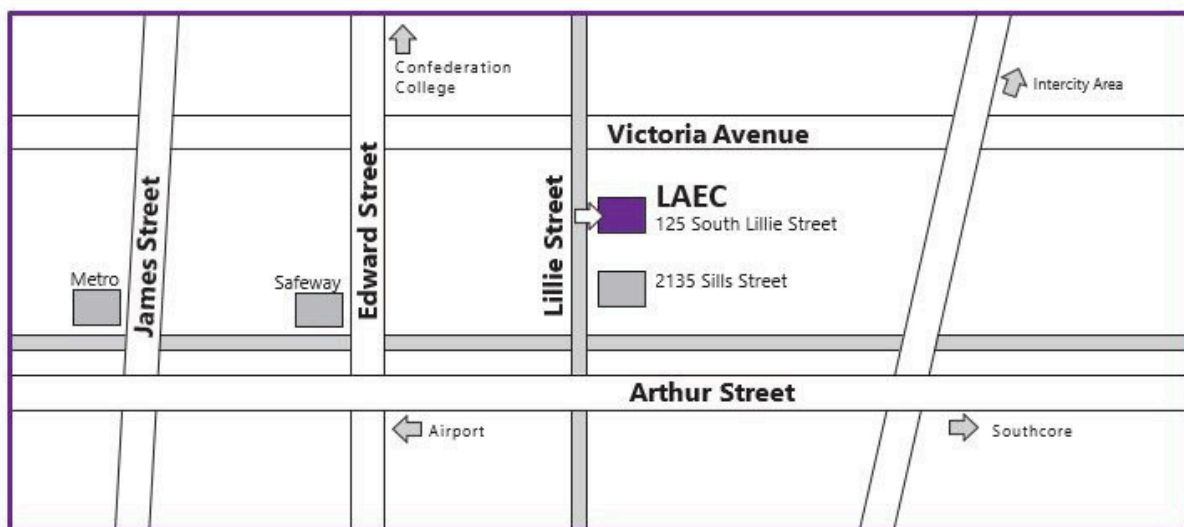 Confederation
College
Intercity Area
Victoria Avenue
James Street
Edward Street
Lillie Street
LAEC
125 South Lillie Street
Metro
Safeway
2135 Sills Street
Arthur Street
Airport
Southcore